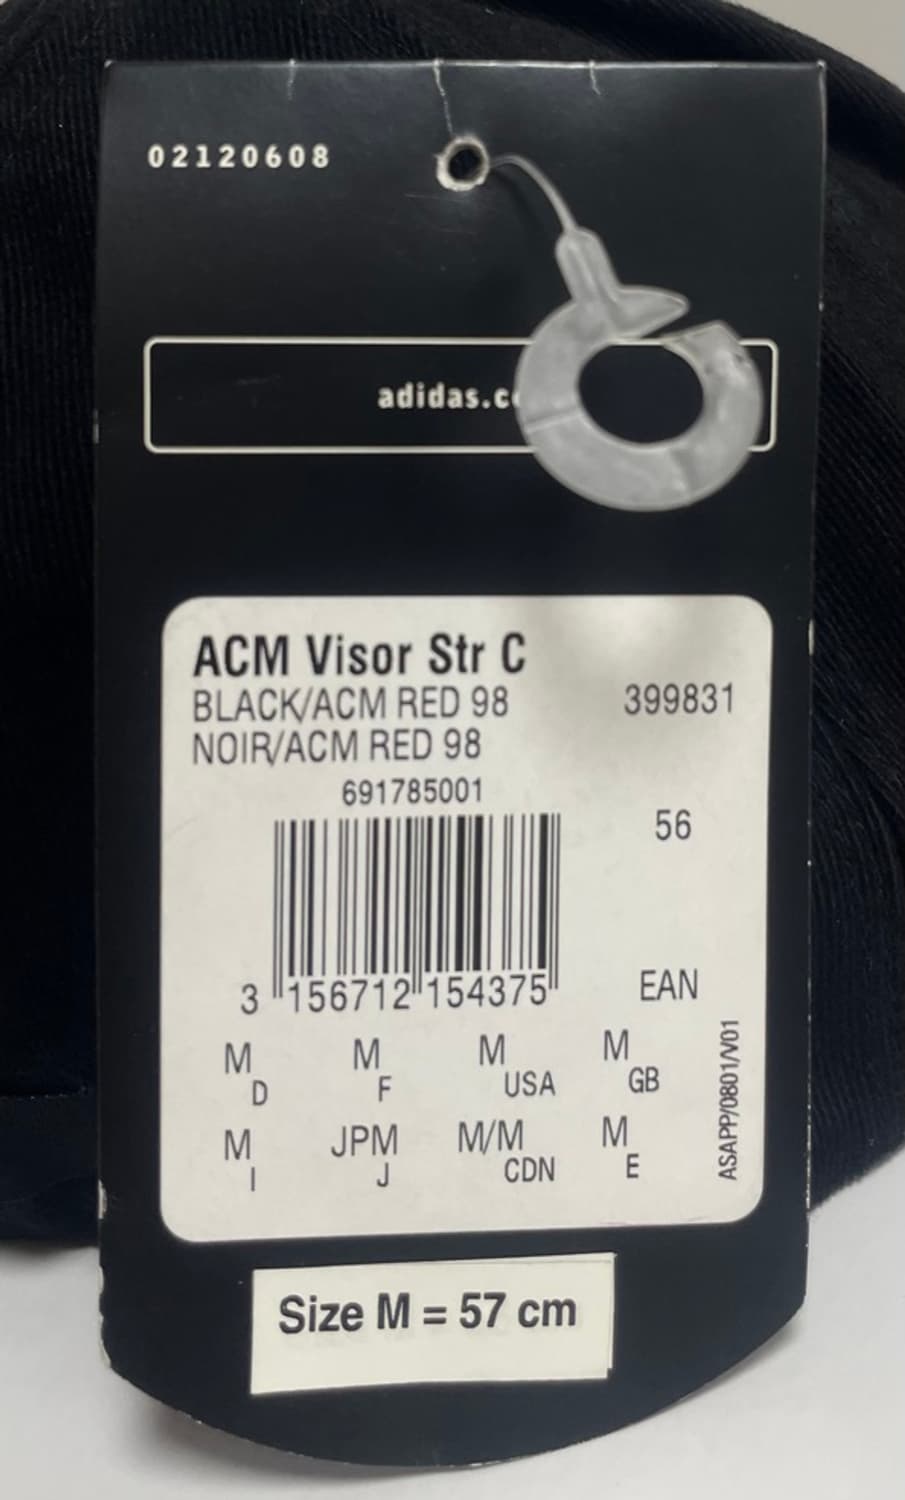 02120608
adidas.c
ACM Visor Str C
BLACK/ACM RED 98 399831
NOIR/ACM RED 98
691785001
56
3 156712 154375 EAN
M D M F M USA M GB
M I JPM J M/M CDN M E
ASAPP/0801/V01
Size M = 57 cm